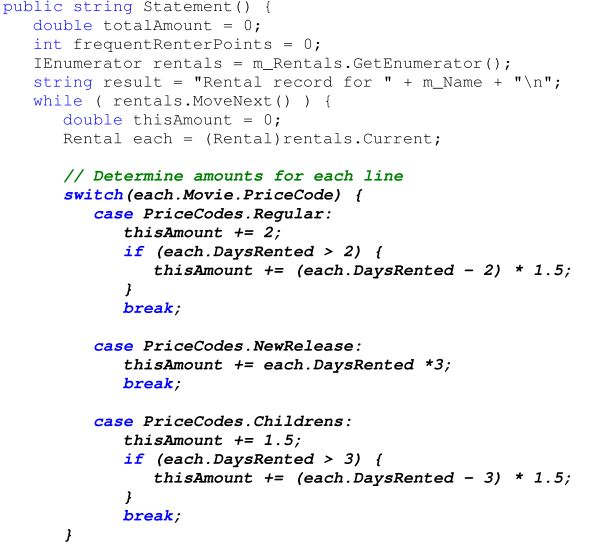 public string Statement() {
   double totalAmount = 0;
   int frequentRenterPoints = 0;
   IEnumerator rentals = m_Rentals.GetEnumerator();
   string result = "Rental record for " + m_Name + "\n";
   while ( rentals.MoveNext() ) {
      double thisAmount = 0;
      Rental each = (Rental)rentals.Current;

      // Determine amounts for each line
      switch(each.Movie.PriceCode) {
         case PriceCodes.Regular:
            thisAmount += 2;
            if (each.DaysRented > 2) {
               thisAmount += (each.DaysRented - 2) * 1.5;
            }
            break;

         case PriceCodes.NewRelease:
            thisAmount += each.DaysRented *3;
            break;

         case PriceCodes.Childrens:
            thisAmount += 1.5;
            if (each.DaysRented > 3) {
               thisAmount += (each.DaysRented - 3) * 1.5;
            }
            break;
      }